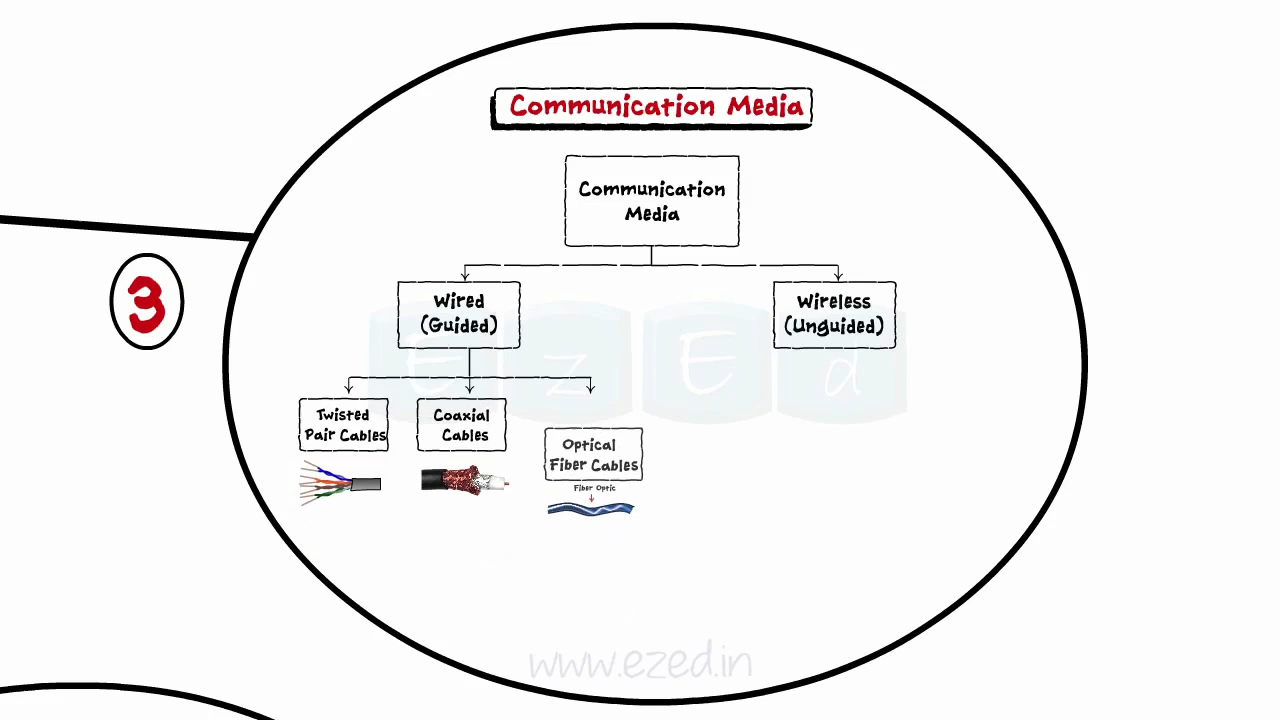 Communication Media
Communication
Media
Wired
(Guided)
Wireless
(Unguided)
3
E z E d
Twisted
Pair Cables
Coaxial
Cables
Optical
Fiber Cables
Fiber Optic
www.ezed.in